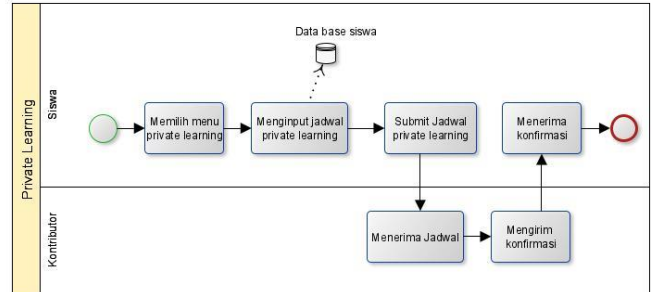 Private Learning
Siswa
Data base siswa
Memilih menu
private learning
Menginput jadwal
private learning
Submit Jadwal
private learning
Menerima
konfirmasi
Kontributor
Menerima Jadwal
Mengirim
konfirmasi